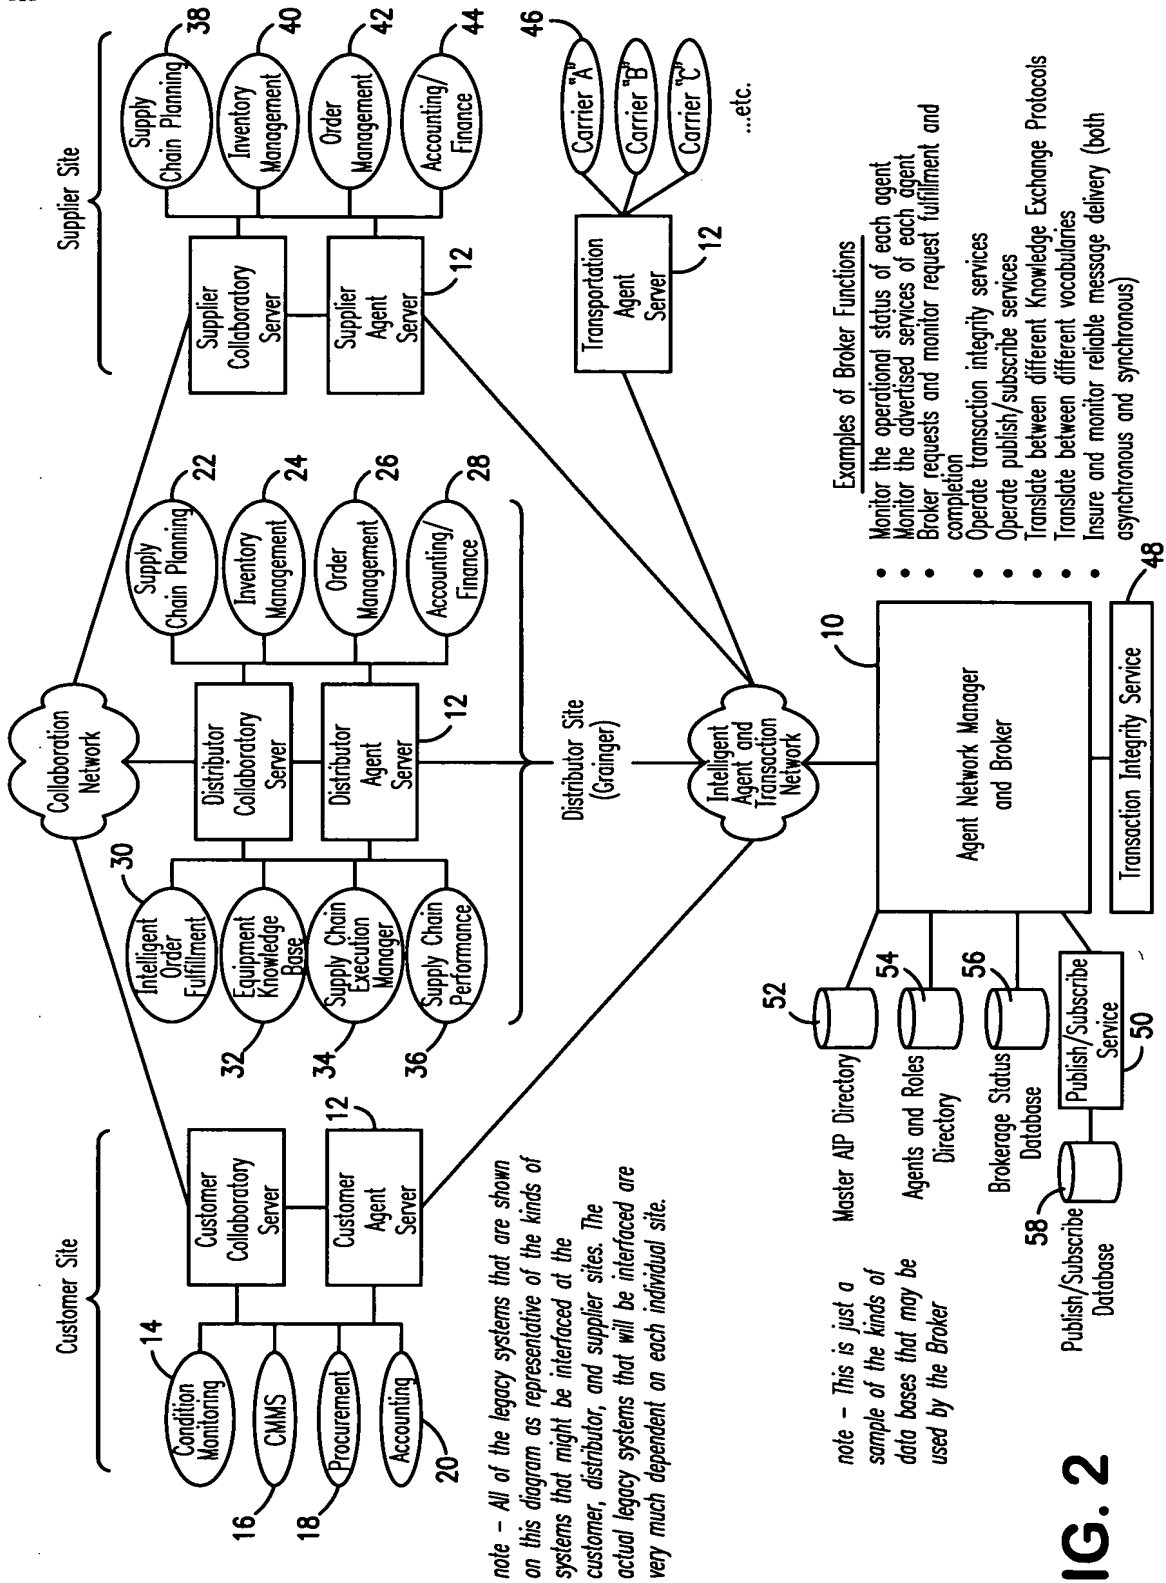 Customer Site
Condition
Monitoring
14
CMMS
16
Procurement
18
Accounting
20
Customer
Collaboratory
Server
Customer
Agent
Server
12
Collaboration
Network
Intelligent
Order
Fulfillment
30
Equipment
Knowledge
Base
32
Supply Chain
Execution
Manager
34
Supply Chain
Performance
36
Distributor
Collaboratory
Server
Distributor
Agent
Server
12
Supply
Chain Planning
22
Inventory
Management
24
Order
Management
26
Accounting/
Finance
28
Distributor Site
(Grainger)
Supplier Site
Supplier
Collaboratory
Server
Supplier
Agent
Server
12
Supply
Chain Planning
38
Inventory
Management
40
Order
Management
42
Accounting/
Finance
44
Transportation
Agent
Server
12
46
Carrier "A"
Carrier "B"
Carrier "C"
...etc.
note - All of the legacy systems that are shown
on this diagram as representative of the kinds of
systems that might be interfaced at the
customer, distributor, and supplier sites. The
actual legacy systems that will be interfaced are
very much dependent on each individual site.
Intelligent
Agent and
Transaction
Network
note - This is just a
sample of the kinds of
data bases that may be
used by the Broker
Master AIP Directory
52
Agents and Roles
Directory
54
Brokerage Status
Database
56
Publish/Subscribe
Database
58
Publish/Subscribe
Service
50
Agent Network Manager
and Broker
10
Transaction Integrity Service
48
Examples of Broker Functions
• Monitor the operational status of each agent
• Monitor the advertised services of each agent
• Broker requests and monitor request fulfillment and
completion
• Operate transaction integrity services
• Operate publish/subscribe services
• Translate between different Knowledge Exchange Protocols
• Translate between different vocabularies
• Insure and monitor reliable message delivery (both
asynchronous and synchronous)
IG. 2